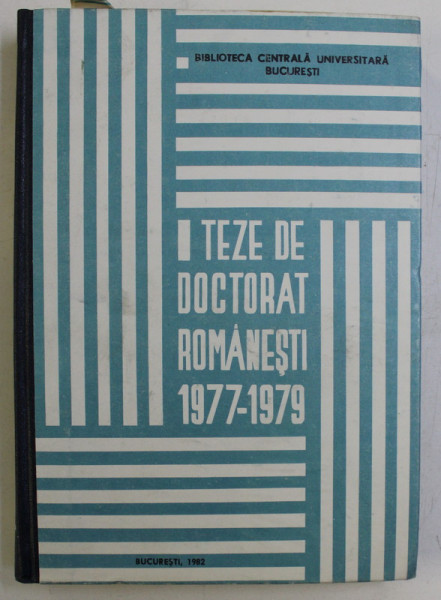 BIBLIOTECA CENTRALĂ UNIVERSITARĂ
BUCUREȘTI
TEZE DE
DOCTORAT
ROMÂNEȘTI
1977-1979
BUCUREȘTI, 1982